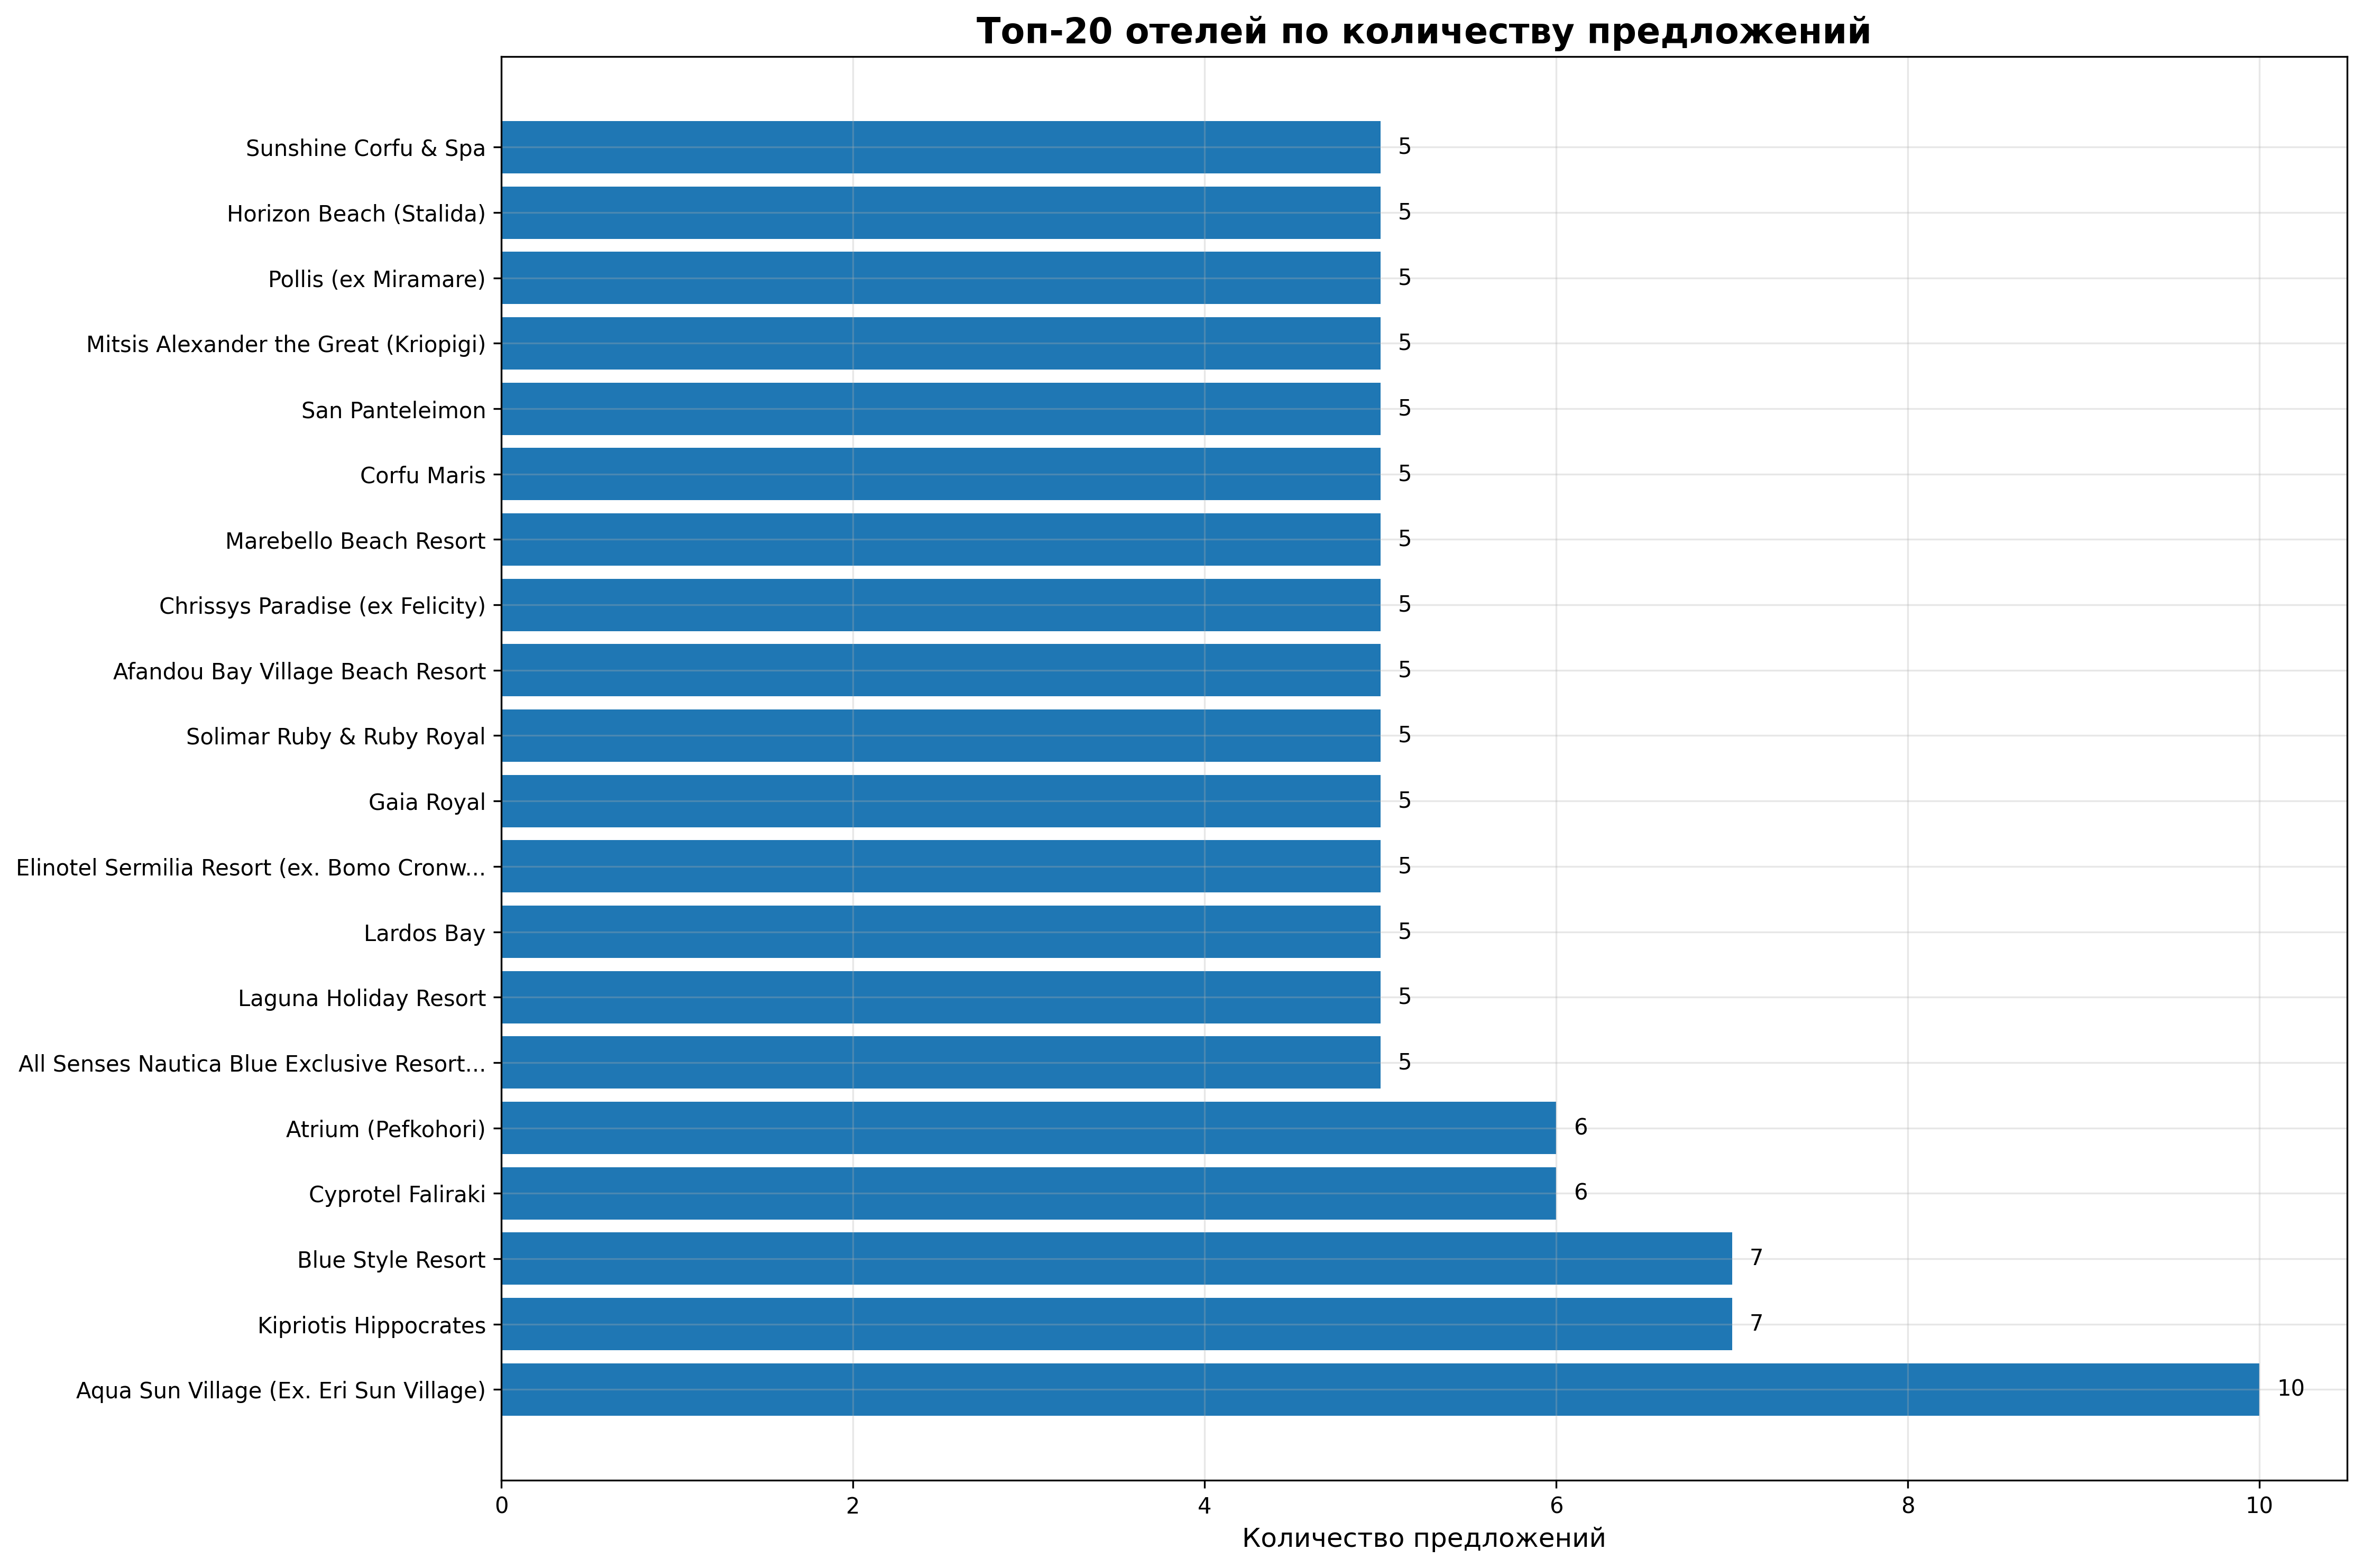 Топ-20 отелей по количеству предложений
Sunshine Corfu & Spa 5
Horizon Beach (Stalida) 5
Pollis (ex Miramare) 5
Mitsis Alexander the Great (Kriopigi) 5
San Panteleimon 5
Corfu Maris 5
Marebello Beach Resort 5
Chrissys Paradise (ex Felicity) 5
Afandou Bay Village Beach Resort 5
Solimar Ruby & Ruby Royal 5
Gaia Royal 5
Elinotel Sermilia Resort (ex. Bomo Cronw... 5
Lardos Bay 5
Laguna Holiday Resort 5
All Senses Nautica Blue Exclusive Resort... 5
Atrium (Pefkohori) 6
Cyprotel Faliraki 6
Blue Style Resort 7
Kipriotis Hippocrates 7
Aqua Sun Village (Ex. Eri Sun Village) 10
0 2 4 6 8 10
Количество предложений